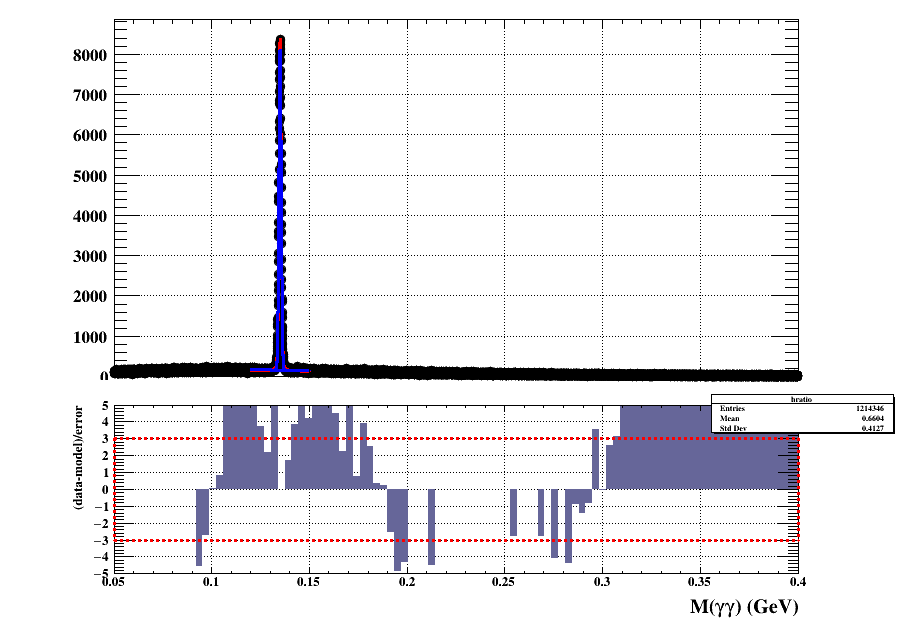 8000
7000
6000
5000
4000
3000
2000
1000
0
hratio
Entries 1214346
Mean 0.6604
Std Dev 0.4127
(data-model)/error
5
4
3
2
1
0
−1
−2
−3
−4
−5
0.05 0.1 0.15 0.2 0.25 0.3 0.35 0.4
M(γγ) (GeV)